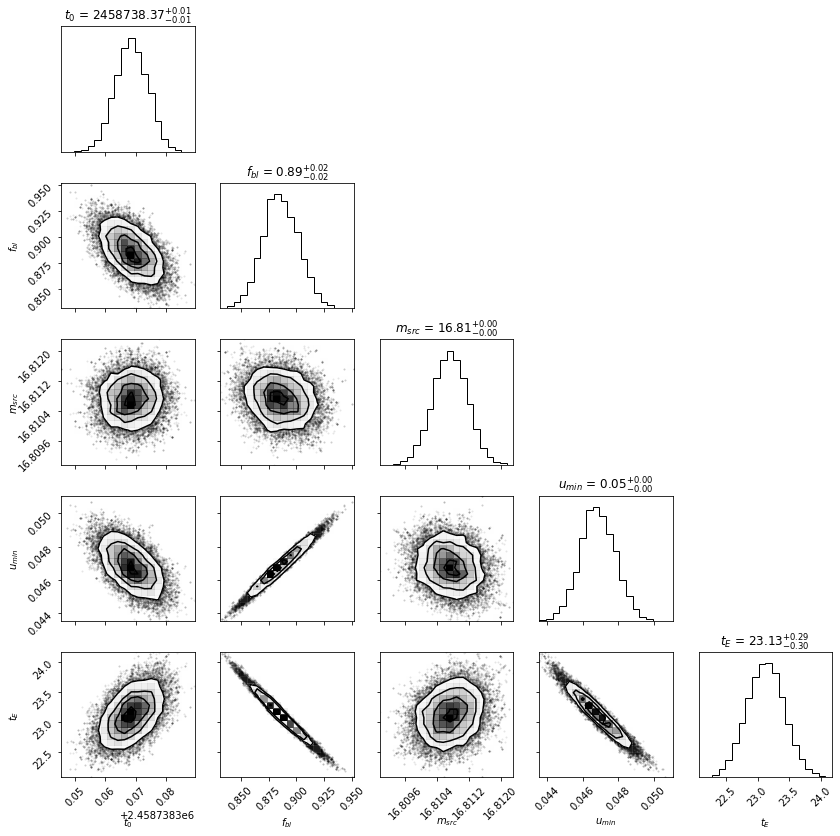 t₀ = 2458738.37 +0.01 −0.01
f_bl = 0.89 +0.02 −0.02
0.950
0.925
0.900
0.875
0.850
f_bl
m_src = 16.81 +0.00 −0.00
16.8120
16.8112
16.8104
16.8096
m_src
u_min = 0.05 +0.00 −0.00
0.050
0.048
0.046
0.044
u_min
t_E = 23.13 +0.29 −0.30
24.0
23.5
23.0
22.5
t_E
0.05 0.06 0.07 0.08
+2.4587383e6
t₀
0.850 0.875 0.900 0.925 0.950
f_bl
16.8096 16.8104 16.8112 16.8120
m_src
0.044 0.046 0.048 0.050
u_min
22.5 23.0 23.5 24.0
t_E